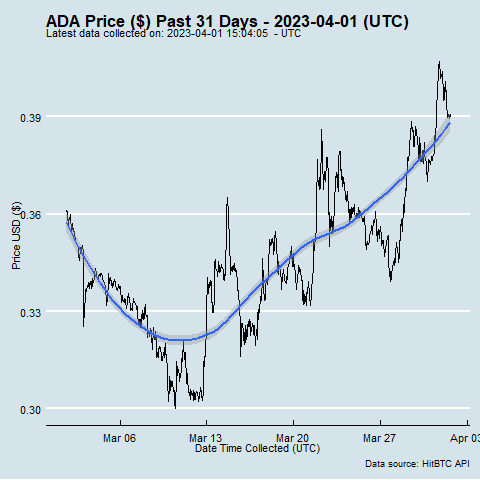 ADA Price ($) Past 31 Days - 2023-04-01 (UTC)
Latest data collected on: 2023-04-01 15:04:05 - UTC
0.39
0.36
Price USD ($)
0.33
0.30
Mar 06 Mar 13 Mar 20 Mar 27 Apr 03
Date Time Collected (UTC)
Data source: HitBTC API